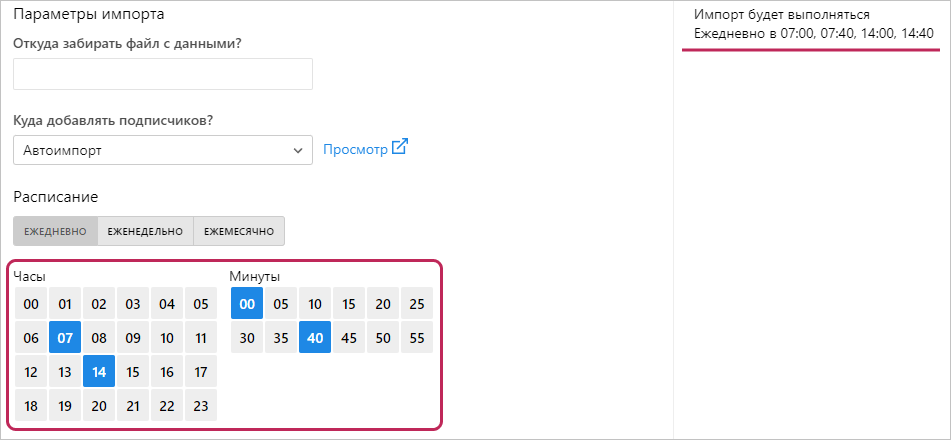 Параметры импорта
Откуда забирать файл с данными?
Куда добавлять подписчиков?
Автоимпорт
Просмотр
Расписание
ЕЖЕДНЕВНО ЕЖЕНЕДЕЛЬНО ЕЖЕМЕСЯЧНО
Часы
00 01 02 03 04 05
06 07 08 09 10 11
12 13 14 15 16 17
18 19 20 21 22 23
Минуты
00 05 10 15 20 25
30 35 40 45 50 55
Импорт будет выполняться
Ежедневно в 07:00, 07:40, 14:00, 14:40